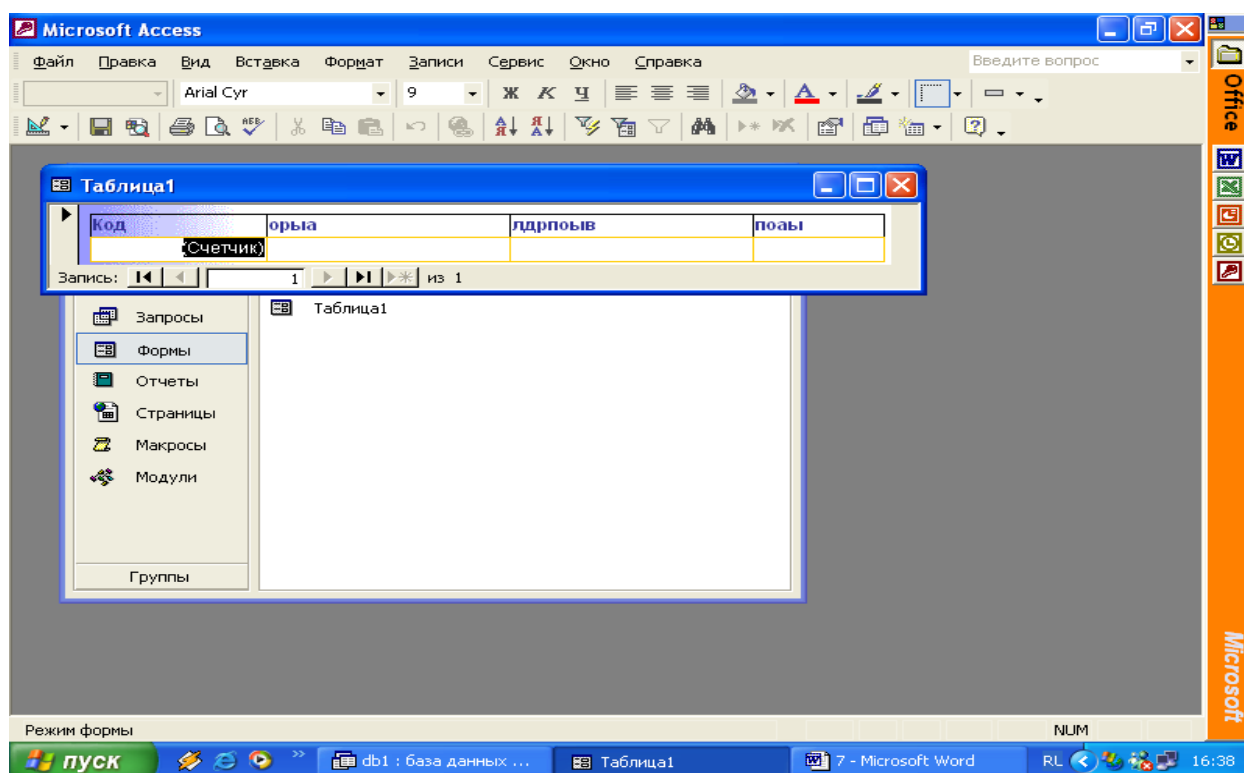 Microsoft Access
Файл Правка Вид Вставка Формат Записи Сервис Окно Справка Введите вопрос
Arial Cyr 9 Ж К Ч
Office
Таблица1
Код орыа лдрпоыв поаы
(Счетчик)
Запись: 1 из 1
Запросы Таблица1
Формы
Отчеты
Страницы
Макросы
Модули
Группы
Microsoft
Режим формы NUM
пуск db1 : база данных ... Таблица1 7 - Microsoft Word RL 16:38